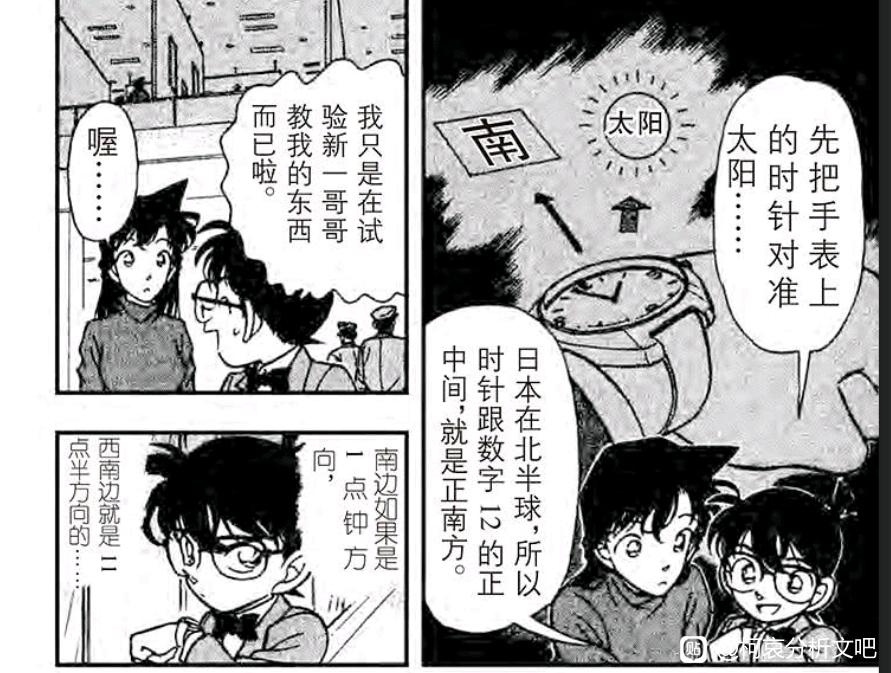 先把手表上
的时针对准
太阳……
太阳
南
日本在北半球，所以
时针跟数字 12 的正
中间，就是正南方。
我只是在试
验新一哥哥
教我的东西
而已啦。
喔……
南边如果是
1 点钟方
向，
西南边就是 11
点半方向的……
贴 @柯哀分析文吧